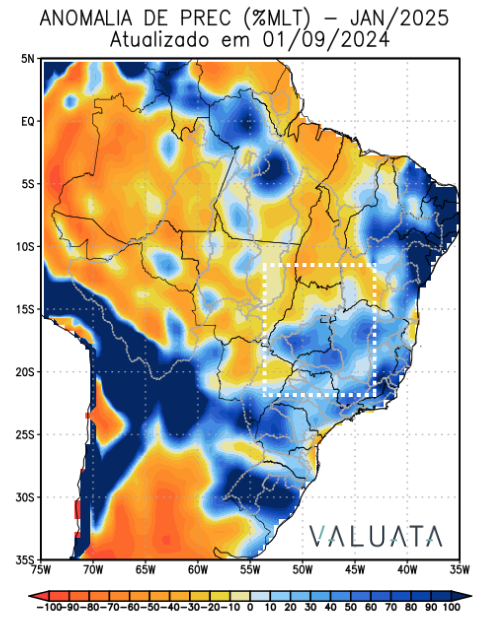 ANOMALIA DE PREC (%MLT) – JAN/2025
Atualizado em 01/09/2024
5N
EQ
5S
10S
15S
20S
25S
30S
35S
75W 70W 65W 60W 55W 50W 45W 40W 35W
VALUATA
-100 -90 -80 -70 -60 -50 -40 -30 -20 -10 0 10 20 30 40 50 60 70 80 90 100